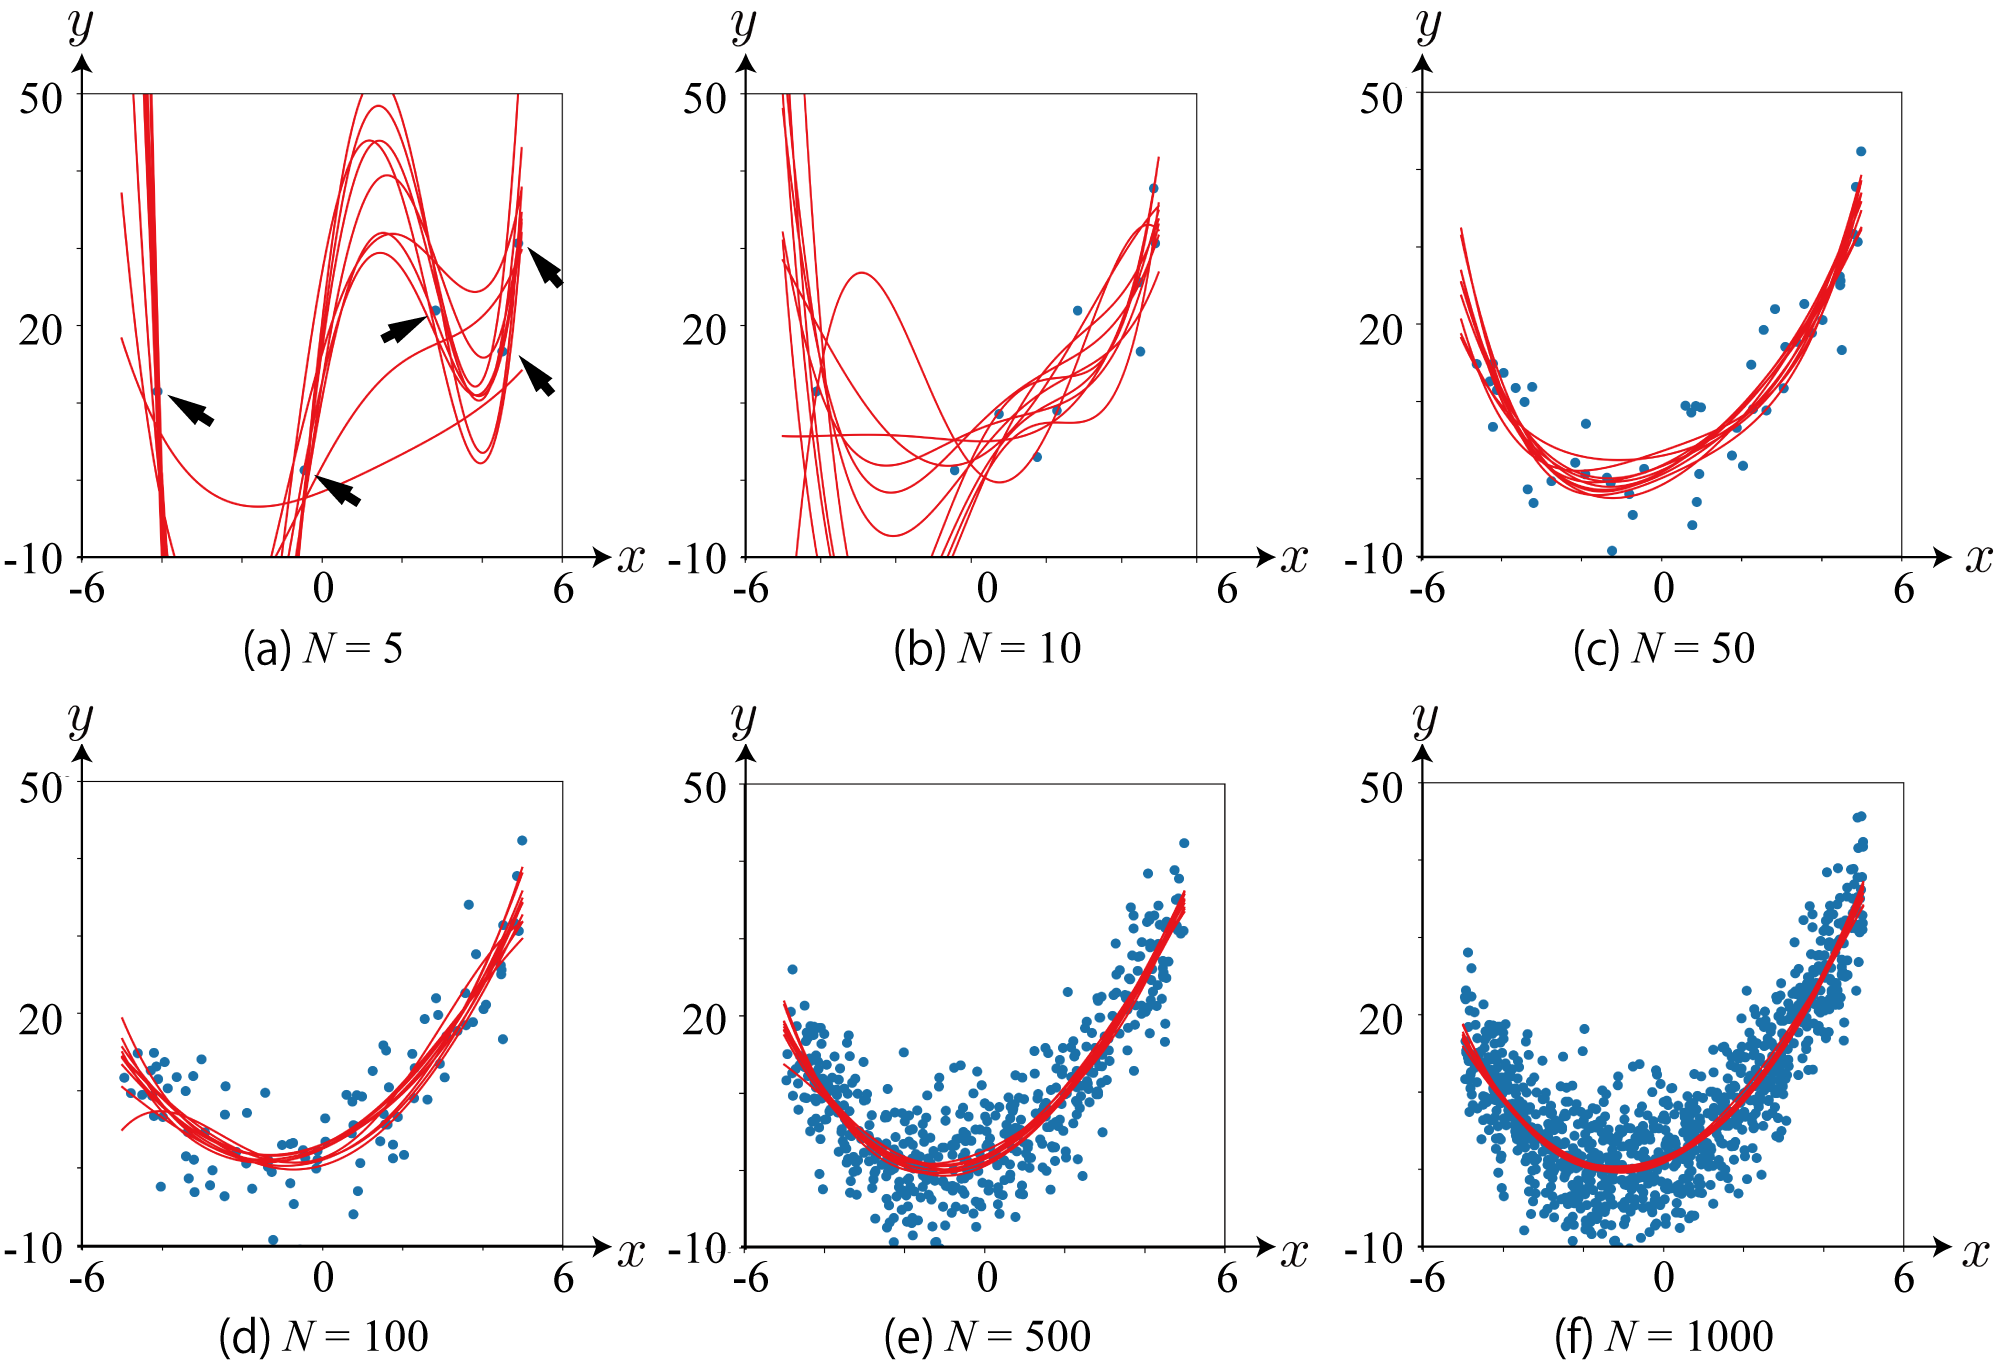 y y y
50 50 50
20 20 20
-10 x -10 x -10 x
-6 0 6 -6 0 6 -6 0 6
(a) N = 5 (b) N = 10 (c) N = 50
y y y
50 50 50
20 20 20
-10 x -10 x -10 x
-6 0 6 -6 0 6 -6 0 6
(d) N = 100 (e) N = 500 (f) N = 1000